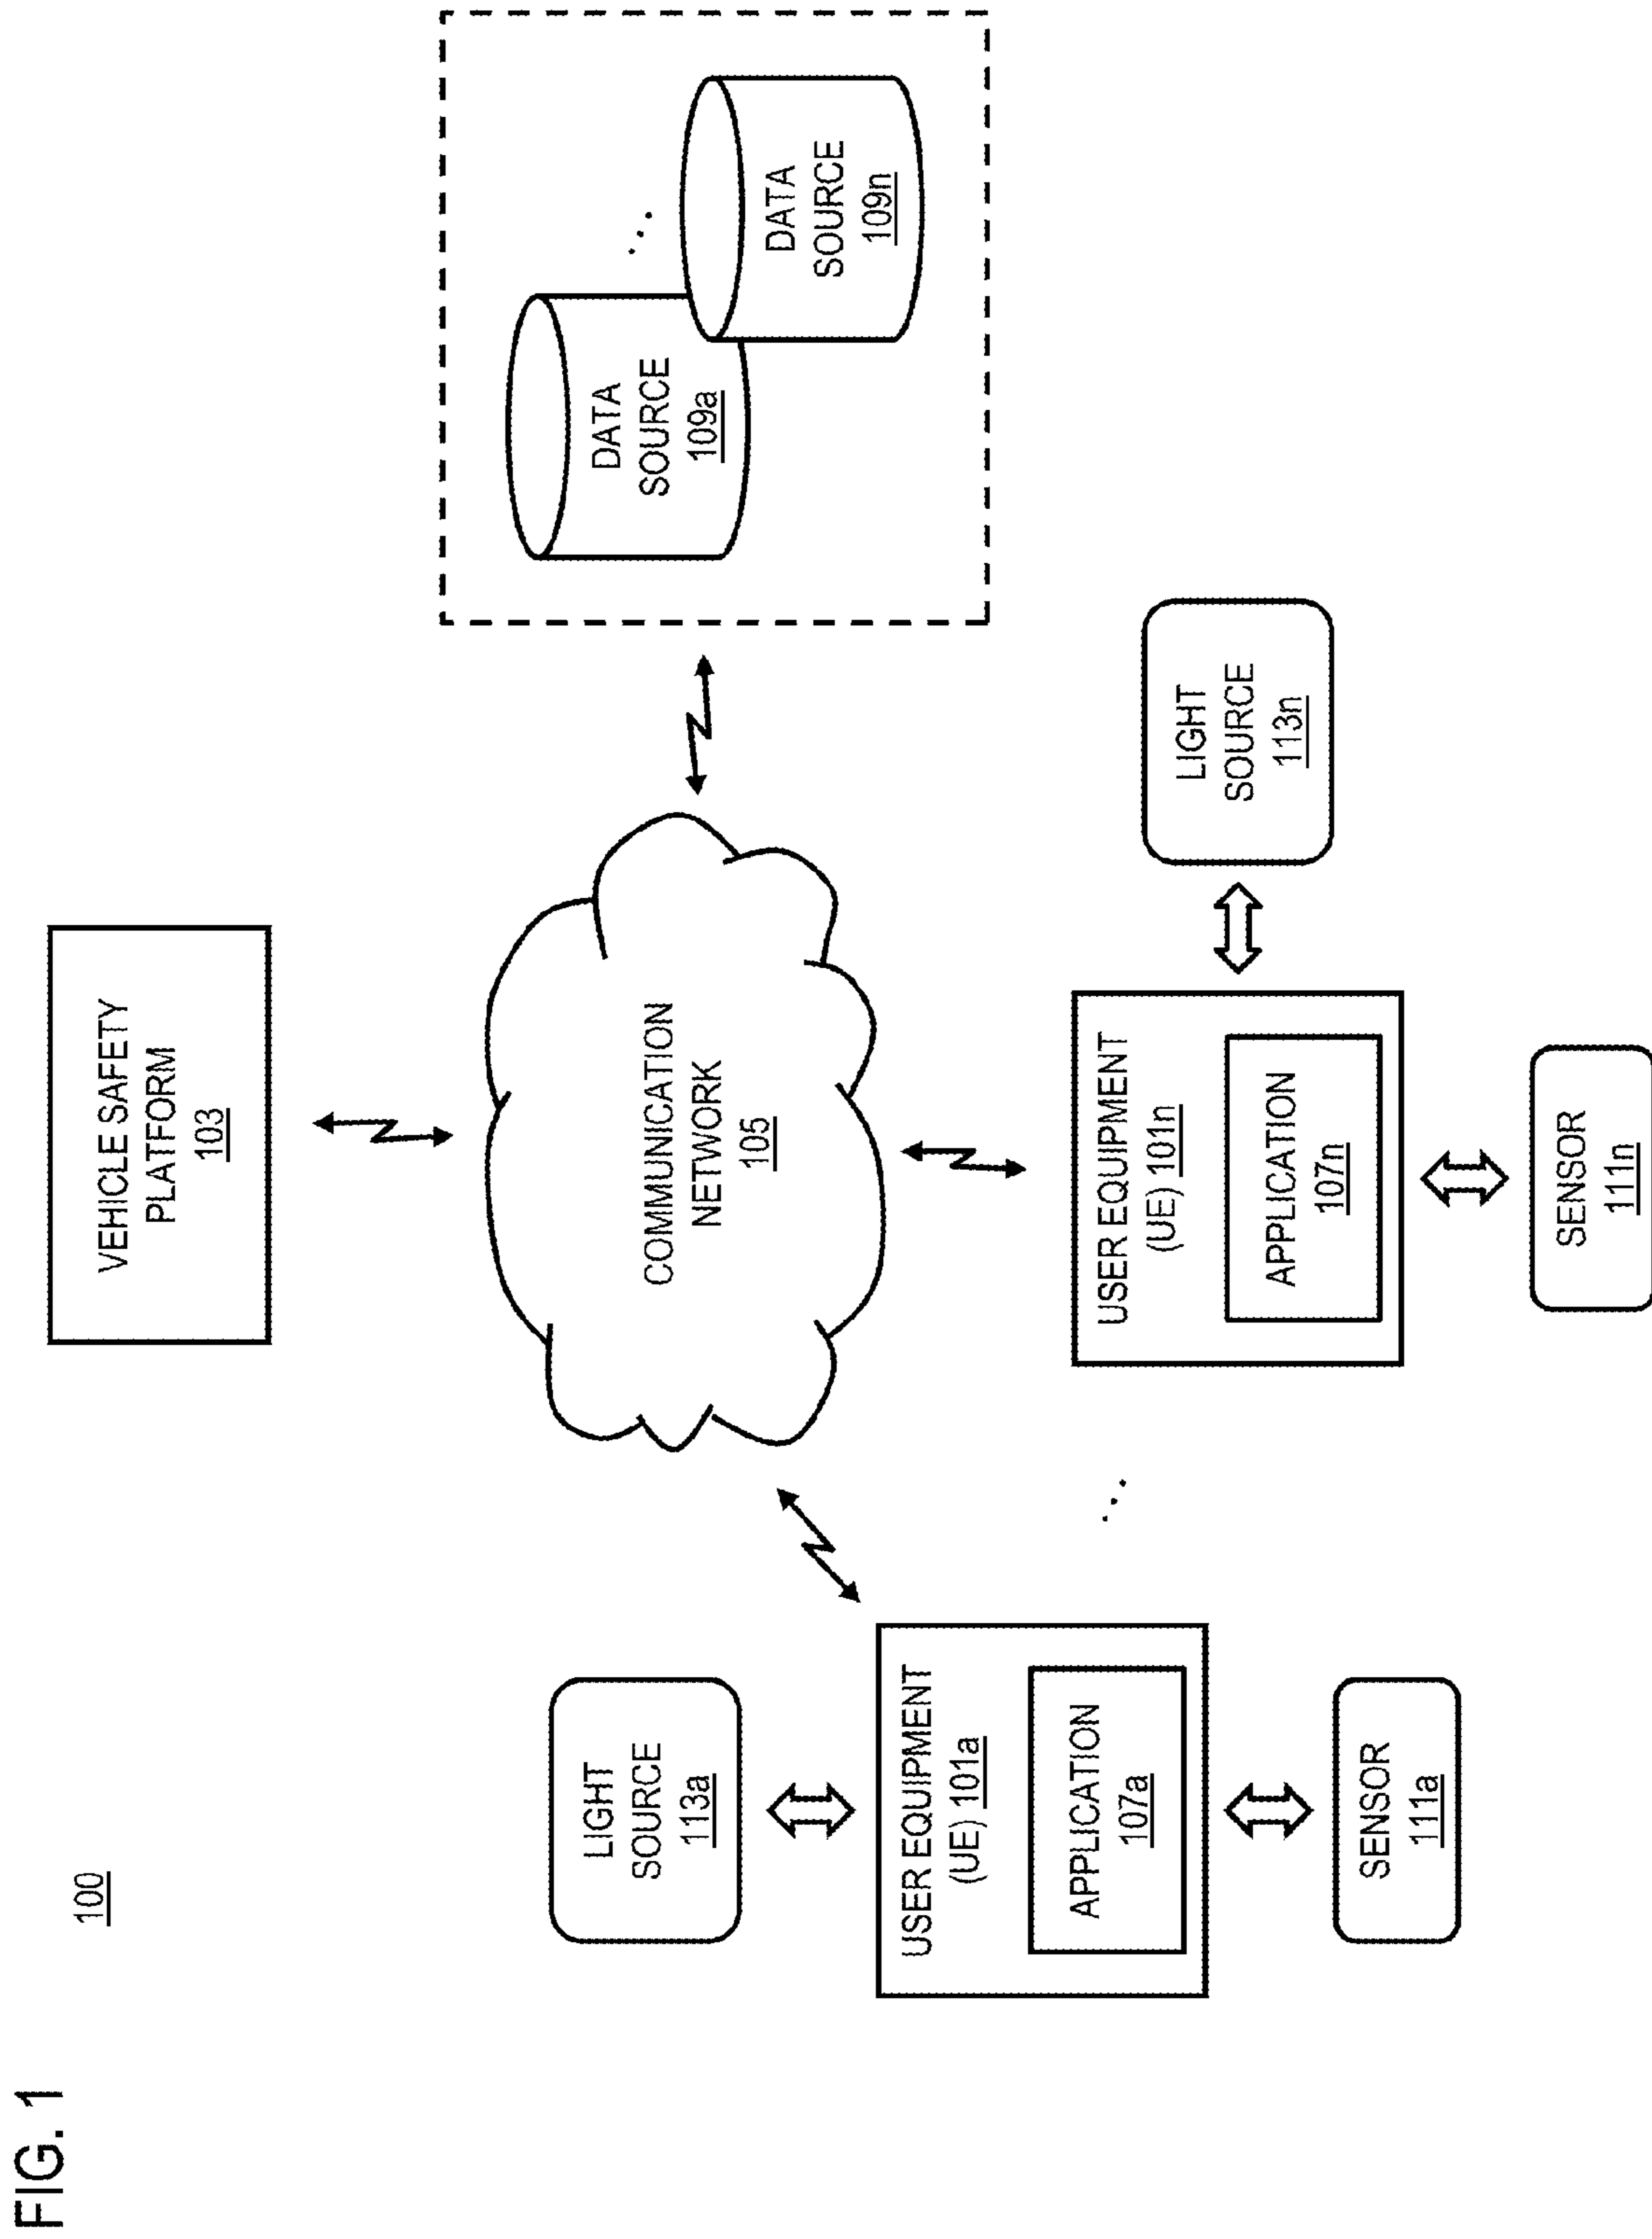 FIG. 1
100
VEHICLE SAFETY
PLATFORM
103
COMMUNICATION
NETWORK
105
DATA
SOURCE
109a
...
DATA
SOURCE
109n
LIGHT
SOURCE
113a
USER EQUIPMENT
(UE) 101a
APPLICATION
107a
SENSOR
111a
...
USER EQUIPMENT
(UE) 101n
APPLICATION
107n
LIGHT
SOURCE
113n
SENSOR
111n